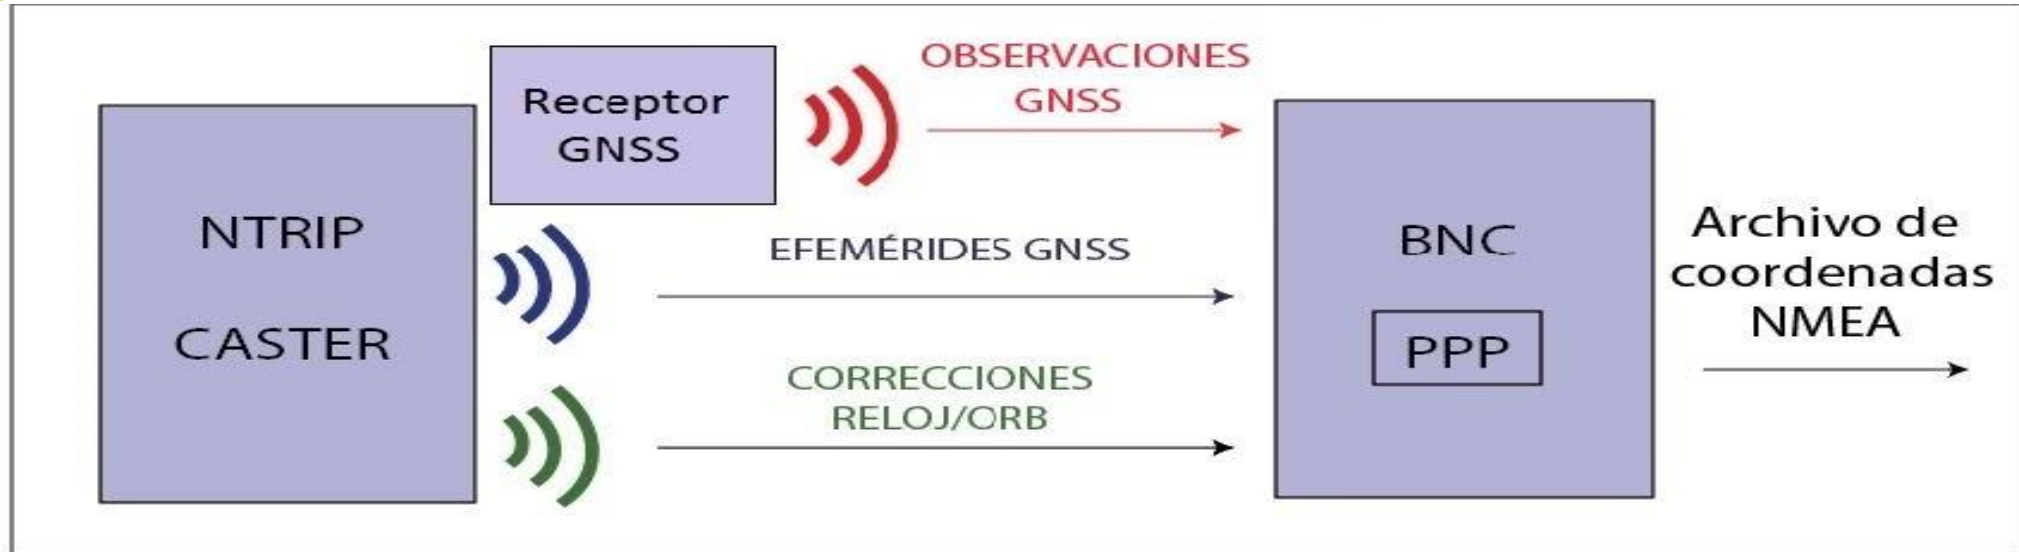 NTRIP
CASTER
Receptor
GNSS
OBSERVACIONES
GNSS
EFEMÉRIDES GNSS
CORRECCIONES
RELOJ/ORB
BNC
PPP
Archivo de
coordenadas
NMEA